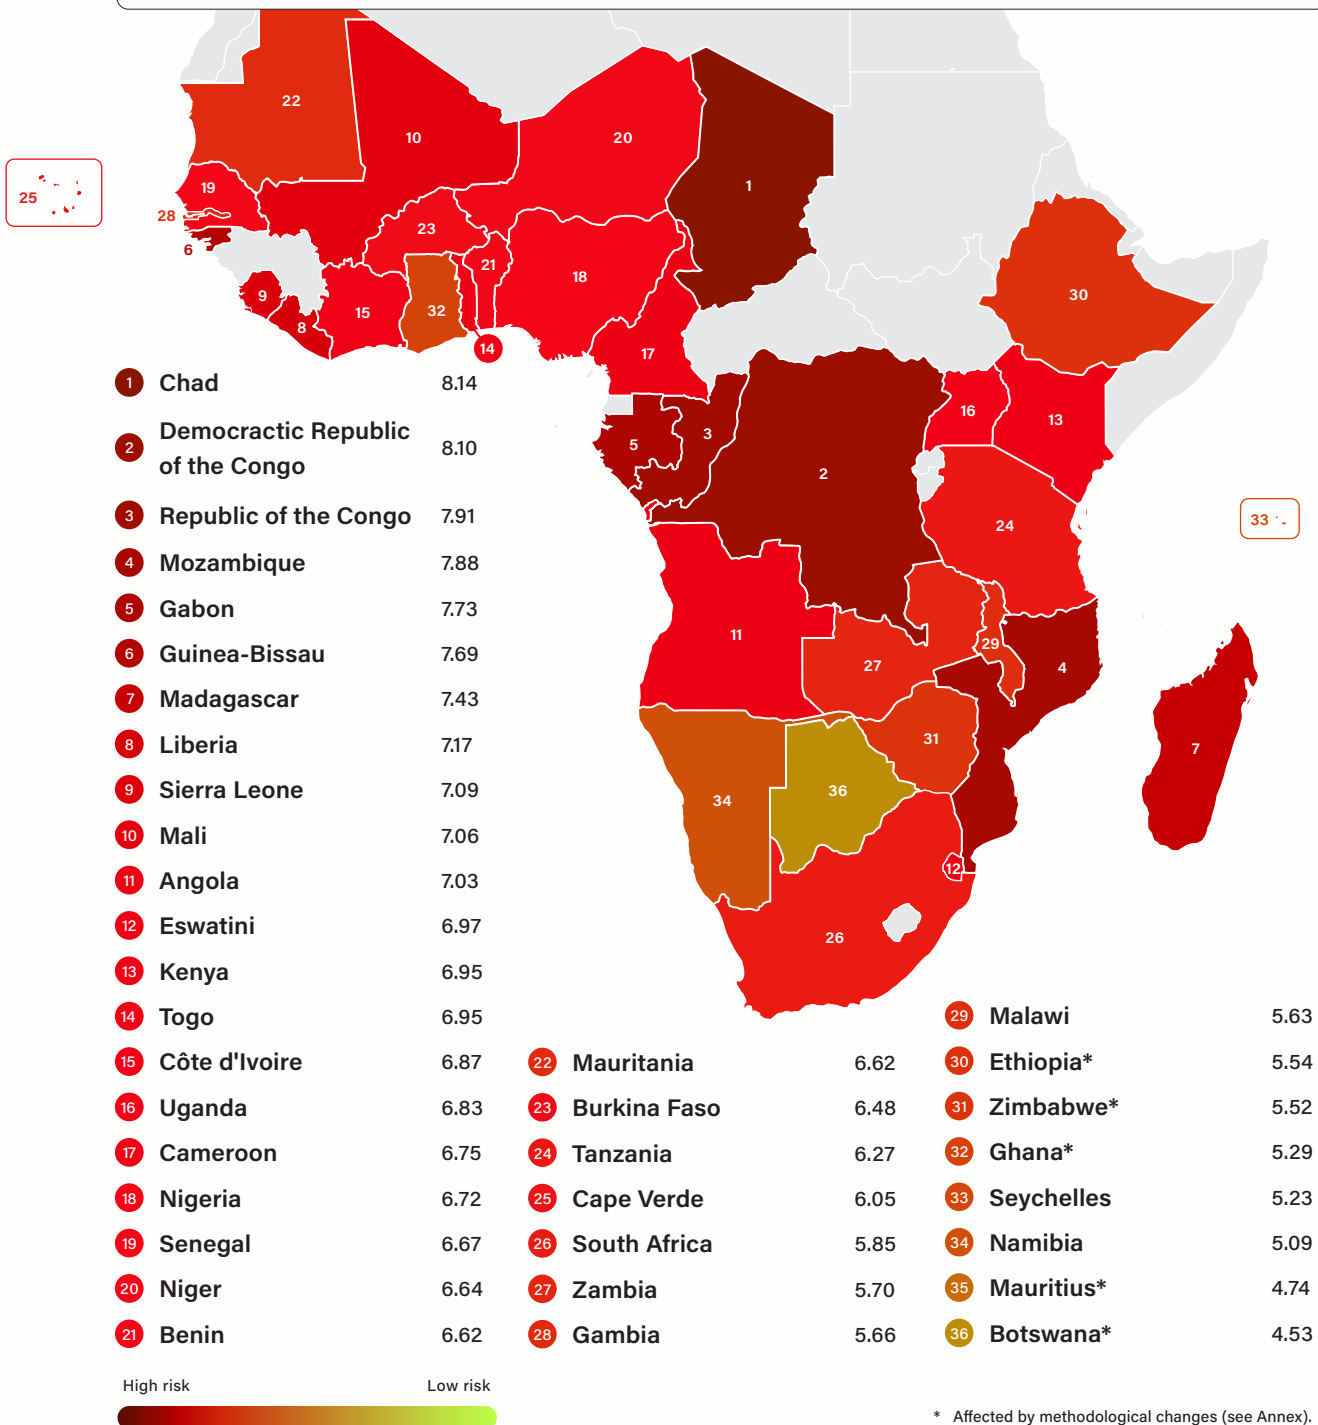 22
10
20
1
25
19
28
23
6
21
18
30
9
32
15
8
14
17
16
13
5
3
2
24
33
11
29
27
4
31
7
34
36
12
26
1 Chad 8.14
2 Democractic Republic
of the Congo 8.10
3 Republic of the Congo 7.91
4 Mozambique 7.88
5 Gabon 7.73
6 Guinea-Bissau 7.69
7 Madagascar 7.43
8 Liberia 7.17
9 Sierra Leone 7.09
10 Mali 7.06
11 Angola 7.03
12 Eswatini 6.97
13 Kenya 6.95
14 Togo 6.95
15 Côte d'Ivoire 6.87
16 Uganda 6.83
17 Cameroon 6.75
18 Nigeria 6.72
19 Senegal 6.67
20 Niger 6.64
21 Benin 6.62
22 Mauritania 6.62
23 Burkina Faso 6.48
24 Tanzania 6.27
25 Cape Verde 6.05
26 South Africa 5.85
27 Zambia 5.70
28 Gambia 5.66
29 Malawi 5.63
30 Ethiopia* 5.54
31 Zimbabwe* 5.52
32 Ghana* 5.29
33 Seychelles 5.23
34 Namibia 5.09
35 Mauritius* 4.74
36 Botswana* 4.53
High risk Low risk
* Affected by methodological changes (see Annex).